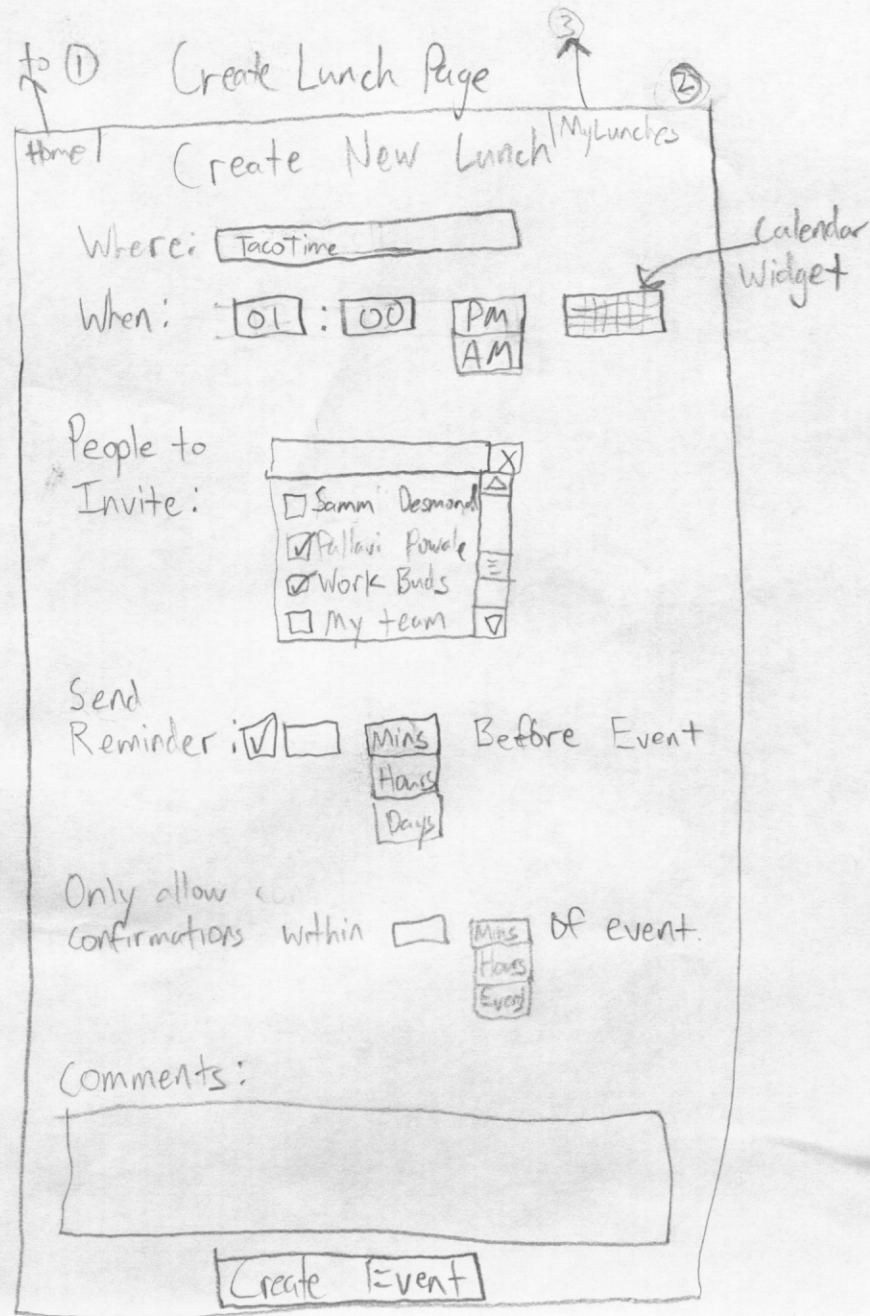 3
to 1 Create Lunch Page 2
Home Create New Lunch MyLunches
Where: TacoTime
Calendar
Widget
When: 01 : 00 PM
AM
People to
Invite:
X
Samm Desmond
Pallavi Powale
Work Buds
My team
Send
Reminder: Mins Before Event
Hours
Days
Only allow
confirmations within Mins of event.
Hours
Comments:
Create Event